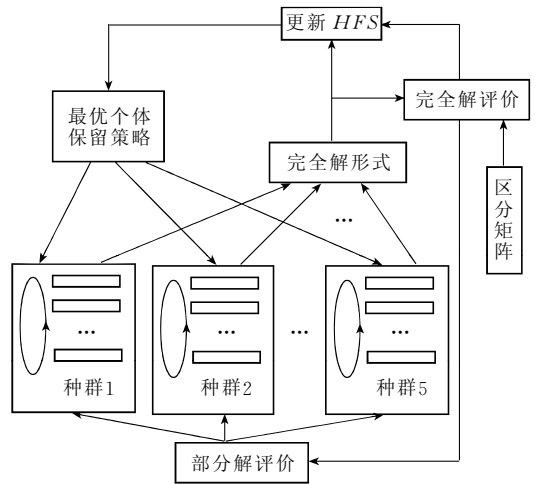 更新 HFS
最优个体
保留策略
完全解评价
完全解形式
区
分
矩
阵
...
...
...
...
...
种群1
种群2
种群5
部分解评价